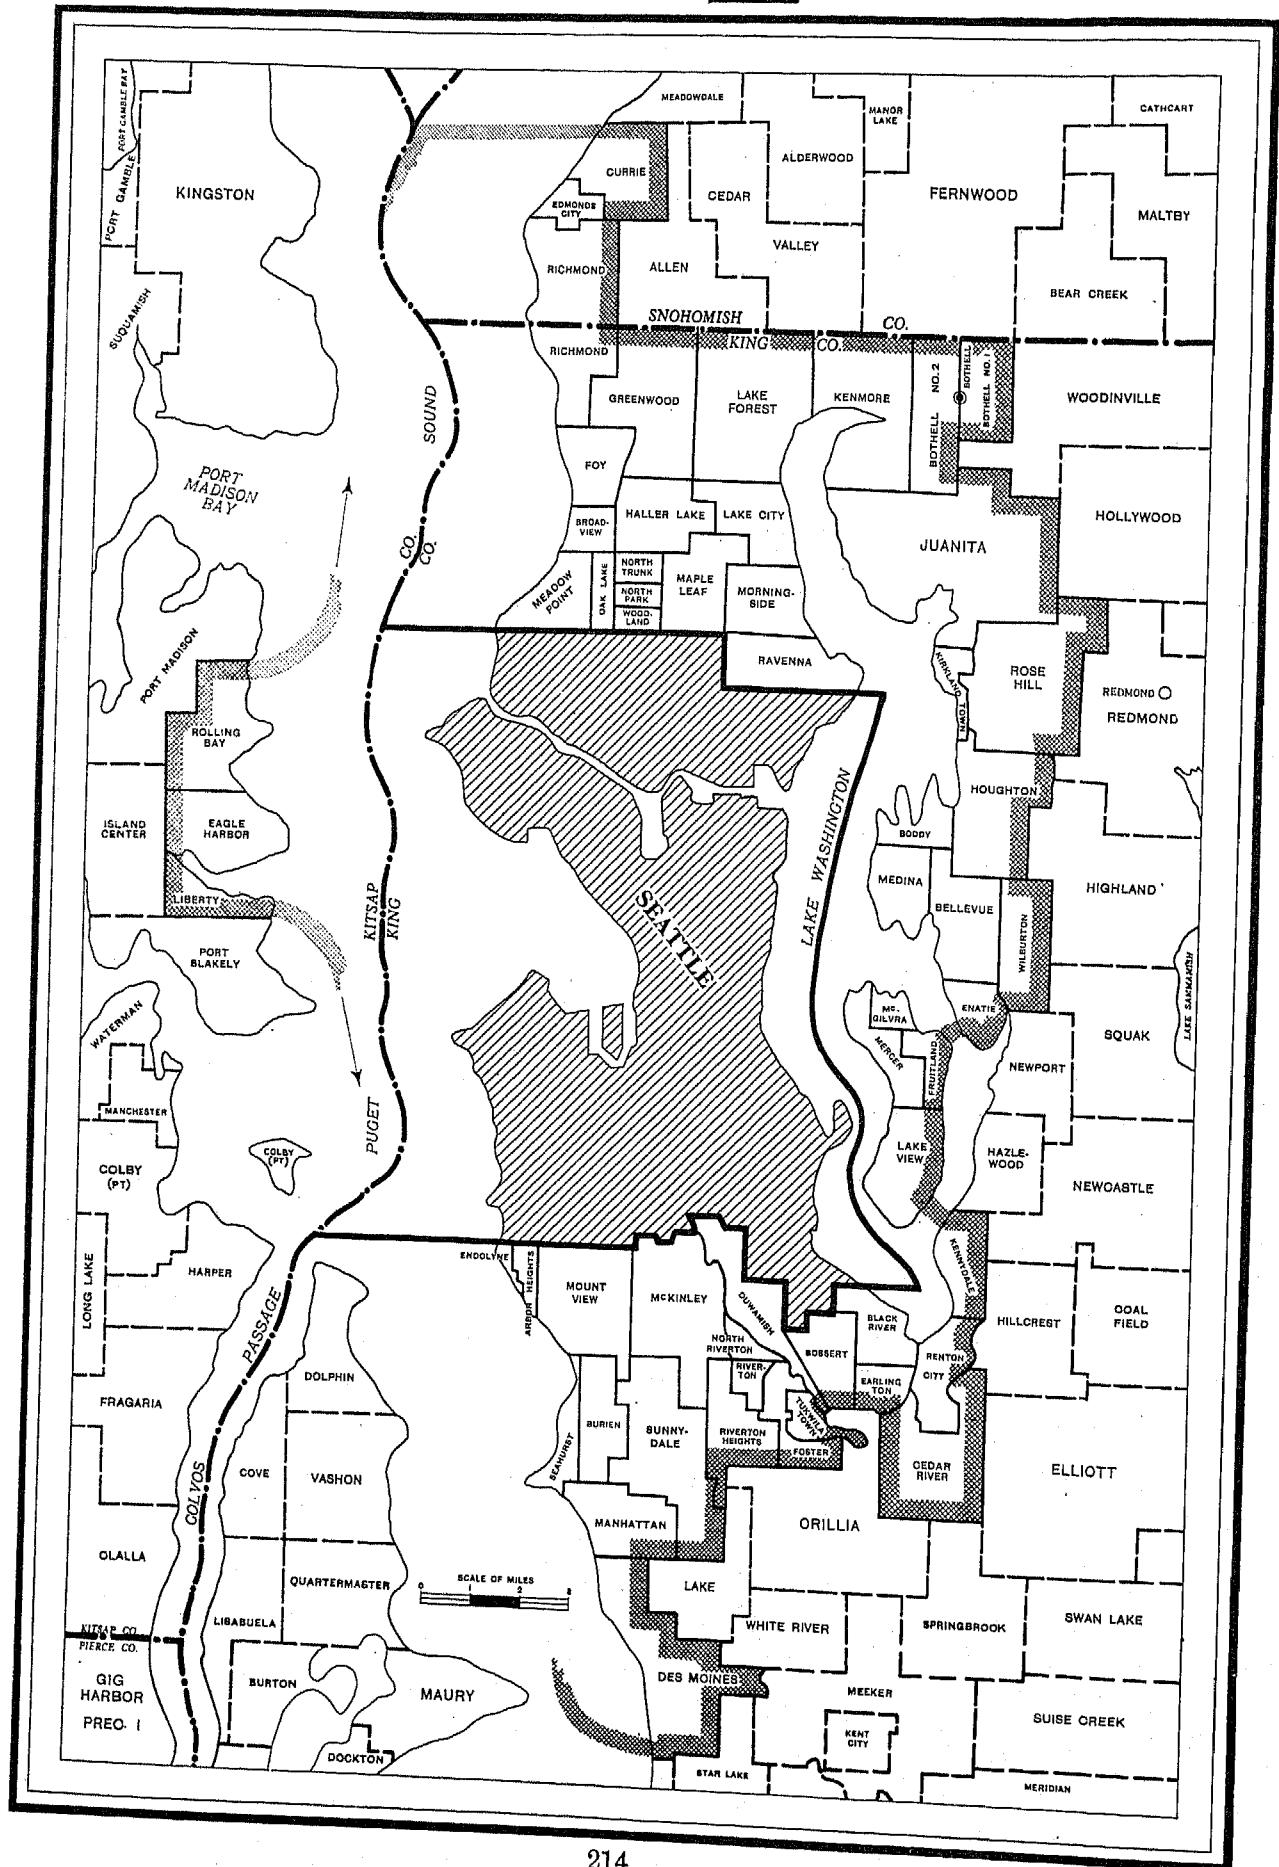 MEADOWDALE
MANOR
LAKE
CATHCART
PORT GAMBLE BAY
PORT GAMBLE
KINGSTON
CURRIE
ALDERWOOD
CEDAR
FERNWOOD
MALTBY
EDMONDS
CITY
VALLEY
RICHMOND
ALLEN
BEAR CREEK
SUQUAMISH
SNOHOMISH CO.
KING CO.
RICHMOND
GREENWOOD
LAKE
FOREST
KENMORE
BOTHELL NO. 2
BOTHELL
BOTHELL NO. 1
WOODINVILLE
SOUND
FOY
PORT
MADISON
BAY
HALLER LAKE
LAKE CITY
HOLLYWOOD
BROAD-
VIEW
JUANITA
CO.
CO.
MEADOW
POINT
OAK LAKE
NORTH
TRUNK
NORTH
PARK
WOOD-
LAND
MAPLE
LEAF
MORNING-
SIDE
PORT MADISON
RAVENNA
KIRKLAND TOWN
ROSE
HILL
REDMOND
REDMOND
ROLLING
BAY
HOUGHTON
ISLAND
CENTER
EAGLE
HARBOR
LAKE WASHINGTON
BODDY
MEDINA
HIGHLAND
LIBERTY
BELLEVUE
KITSAP
KING
SEATTLE
WILBURTON
PORT
BLAKELY
WATERMAN
MC.
GILVRA
ENATIE
SQUAK
LAKE SAMMAMISH
MERCER
FRUITLAND
NEWPORT
MANCHESTER
PUGET
COLBY
(PT)
COLBY
(PT)
LAKE
VIEW
HAZLE-
WOOD
NEWCASTLE
LONG LAKE
HARPER
ENDOLYNE
ARBOR HEIGHTS
MOUNT
VIEW
McKINLEY
DUWAMISH
KENNYDALE
PASSAGE
BLACK
RIVER
HILLCREST
COAL
FIELD
NORTH
RIVERTON
BOSSERT
RENTON
CITY
DOLPHIN
RIVER-
TON
EARLING
TON
FRAGARIA
BURIEN
SUNNY-
DALE
RIVERTON
HEIGHTS
TUKWILA
TOWN
FOSTER
SEAHURST
COVE
VASHON
CEDAR
RIVER
ELLIOTT
COLVOS
MANHATTAN
ORILLIA
OLALLA
QUARTERMASTER
SCALE OF MILES
0 1 2 3
LAKE
LISABUELA
WHITE RIVER
SPRINGBROOK
SWAN LAKE
KITSAP CO.
PIERCE CO.
GIG
HARBOR
PREC. 1
BURTON
MAURY
DES MOINES
MEEKER
KENT
CITY
SUISE CREEK
DOCKTON
STAR LAKE
MERIDIAN
214